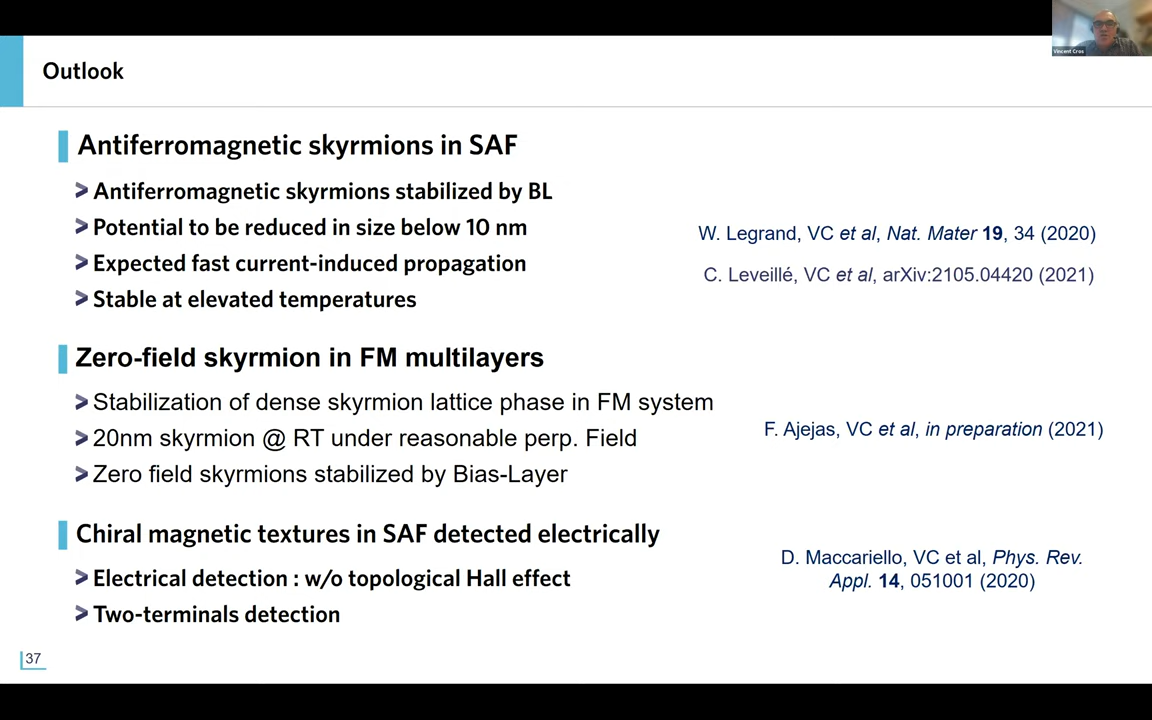 Vincent Cros
Outlook
Antiferromagnetic skyrmions in SAF
> Antiferromagnetic skyrmions stabilized by BL
> Potential to be reduced in size below 10 nm
> Expected fast current-induced propagation
> Stable at elevated temperatures
W. Legrand, VC et al, Nat. Mater 19, 34 (2020)
C. Leveillé, VC et al, arXiv:2105.04420 (2021)
Zero-field skyrmion in FM multilayers
> Stabilization of dense skyrmion lattice phase in FM system
> 20nm skyrmion @ RT under reasonable perp. Field
> Zero field skyrmions stabilized by Bias-Layer
F. Ajejas, VC et al, in preparation (2021)
Chiral magnetic textures in SAF detected electrically
> Electrical detection : w/o topological Hall effect
> Two-terminals detection
D. Maccariello, VC et al, Phys. Rev.
Appl. 14, 051001 (2020)
37